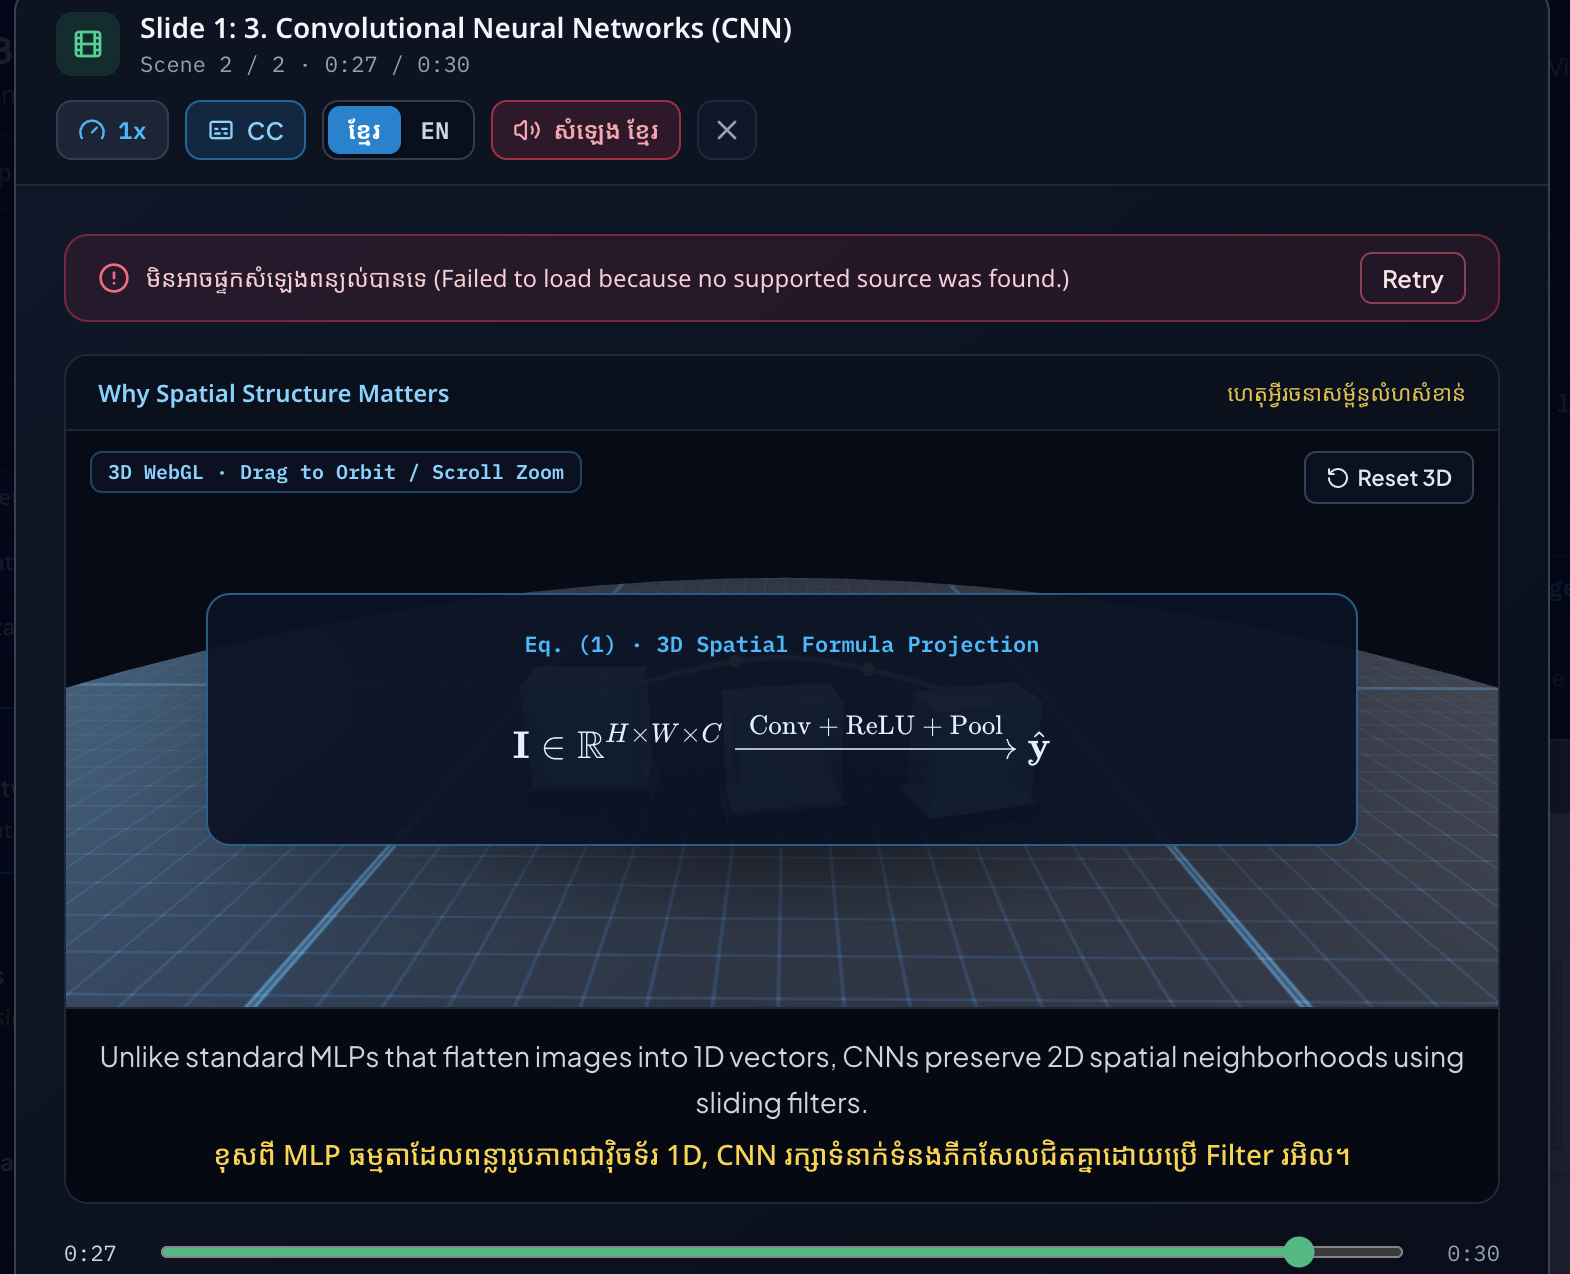 Slide 1: 3. Convolutional Neural Networks (CNN)
Scene 2 / 2 · 0:27 / 0:30
1x
CC
ខ្មែរ
EN
សំឡេង ខ្មែរ
មិនអាចផ្ទុកសំឡេងពន្យល់បានទេ (Failed to load because no supported source was found.)
Retry
Why Spatial Structure Matters
ហេតុអ្វីរចនាសម្ព័ន្ធលំហសំខាន់
3D WebGL · Drag to Orbit / Scroll Zoom
Reset 3D
Eq. (1) · 3D Spatial Formula Projection
I ∈ ℝ^{H×W×C} \xrightarrow{Conv + ReLU + Pool} ŷ
Unlike standard MLPs that flatten images into 1D vectors, CNNs preserve 2D spatial neighborhoods using
sliding filters.
ខុសពី MLP ធម្មតាដែលពន្លារូបភាពជាវ៉ិចទ័រ 1D, CNN រក្សាទំនាក់ទំនងភីកសែលជិតគ្នាដោយប្រើ Filter រអិល។
0:27
0:30